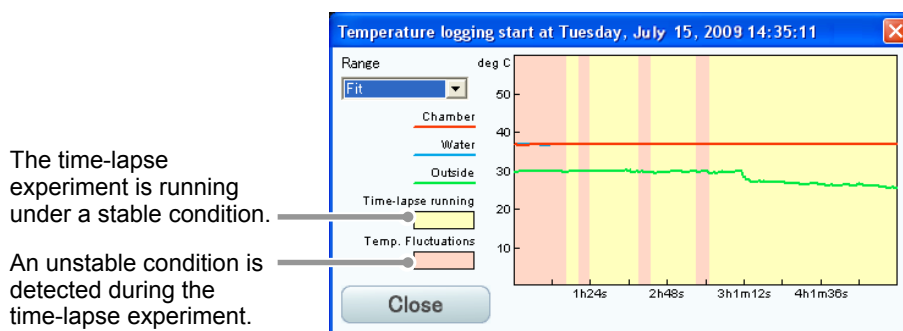 Temperature logging start at Tuesday, July 15, 2009 14:35:11
Range
Fit
deg C
50
40
30
20
10
Chamber
Water
Outside
Time-lapse running
Temp. Fluctuations
Close
1h24s
2h48s
3h1m12s
4h1m36s
The time-lapse
experiment is running
under a stable condition.
An unstable condition is
detected during the
time-lapse experiment.